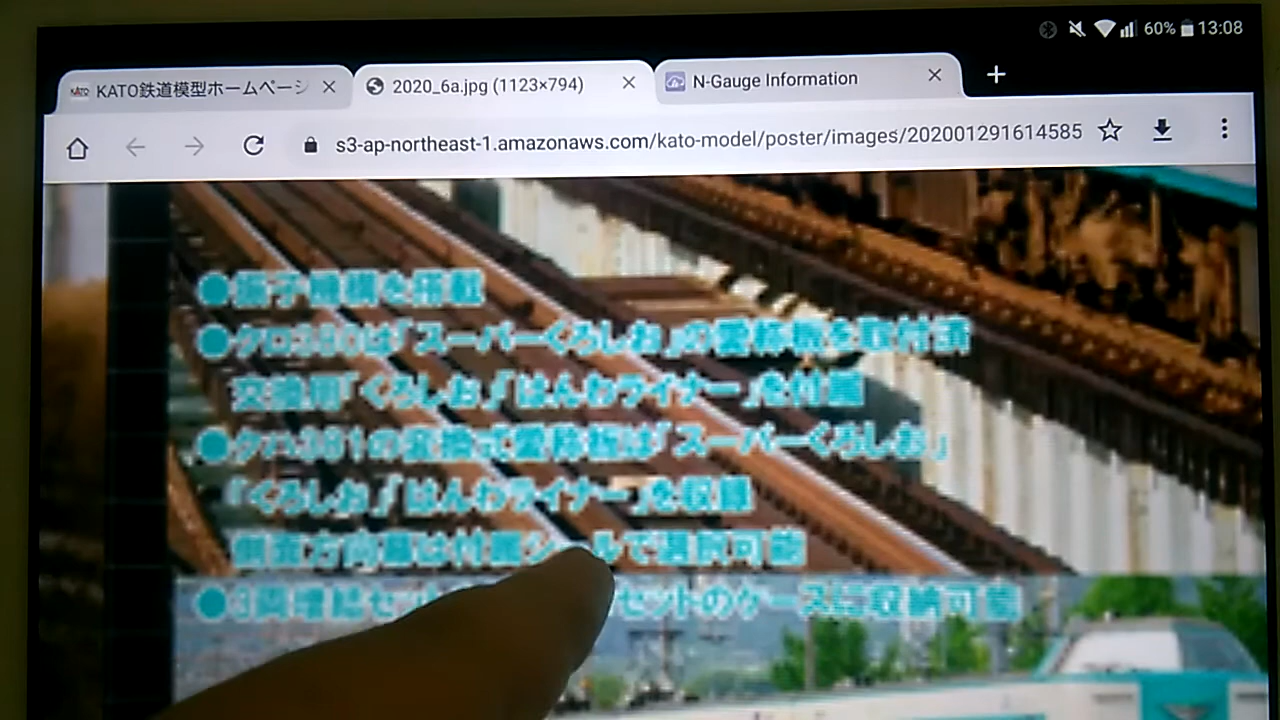 60% 13:08
KATO鉄道模型ホームページ
2020_6a.jpg (1123×794)
N-Gauge Information
s3-ap-northeast-1.amazonaws.com/kato-model/poster/images/202001291614585
●振子機構を搭載
●クロ380は「スーパーくろしお」の愛称板を取付済
交換用「くろしお」「はんわライナー」を付属
●クハ381の変換式愛称板は「スーパーくろしお」
「くろしお」「はんわライナー」を収録
側面方向幕は付属シールで選択可能
●3両増結セット セットのケースに収納可能